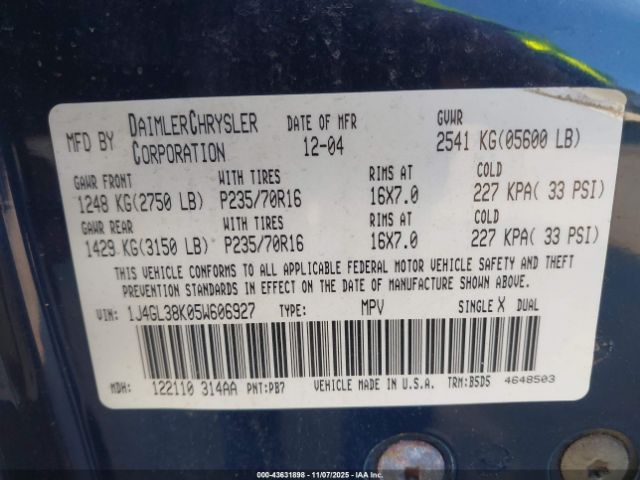 MFD BY DAIMLERCHRYSLER CORPORATION DATE OF MFR 12-04 GVWR 2541 KG(05600 LB)
GAWR FRONT WITH TIRES RIMS AT COLD
1248 KG(2750 LB) P235/70R16 16X7.0 227 KPA( 33 PSI)
GAWR REAR WITH TIRES RIMS AT COLD
1429 KG(3150 LB) P235/70R16 16X7.0 227 KPA( 33 PSI)
THIS VEHICLE CONFORMS TO ALL APPLICABLE FEDERAL MOTOR VEHICLE SAFETY AND THEFT
PREVENTION STANDARDS IN EFFECT ON THE DATE OF MANUFACTURE SHOWN ABOVE.
VIN: 1J4GL38K05W606927 TYPE: MPV SINGLE X DUAL
MDH: 122110 314AA PNT:PB7 VEHICLE MADE IN U.S.A. TRM:B5D5 4648503
000-43631898 - 11/07/2025 - Copyright IAA, Inc.